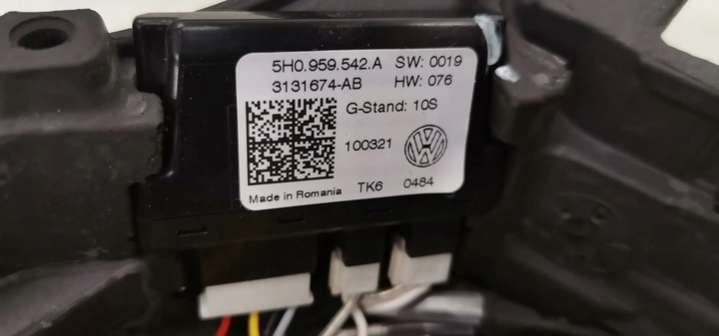 5H0.959.542.A SW: 0019
3131674-AB HW: 076
G-Stand: 10S
100321
Made in Romania TK6 0484